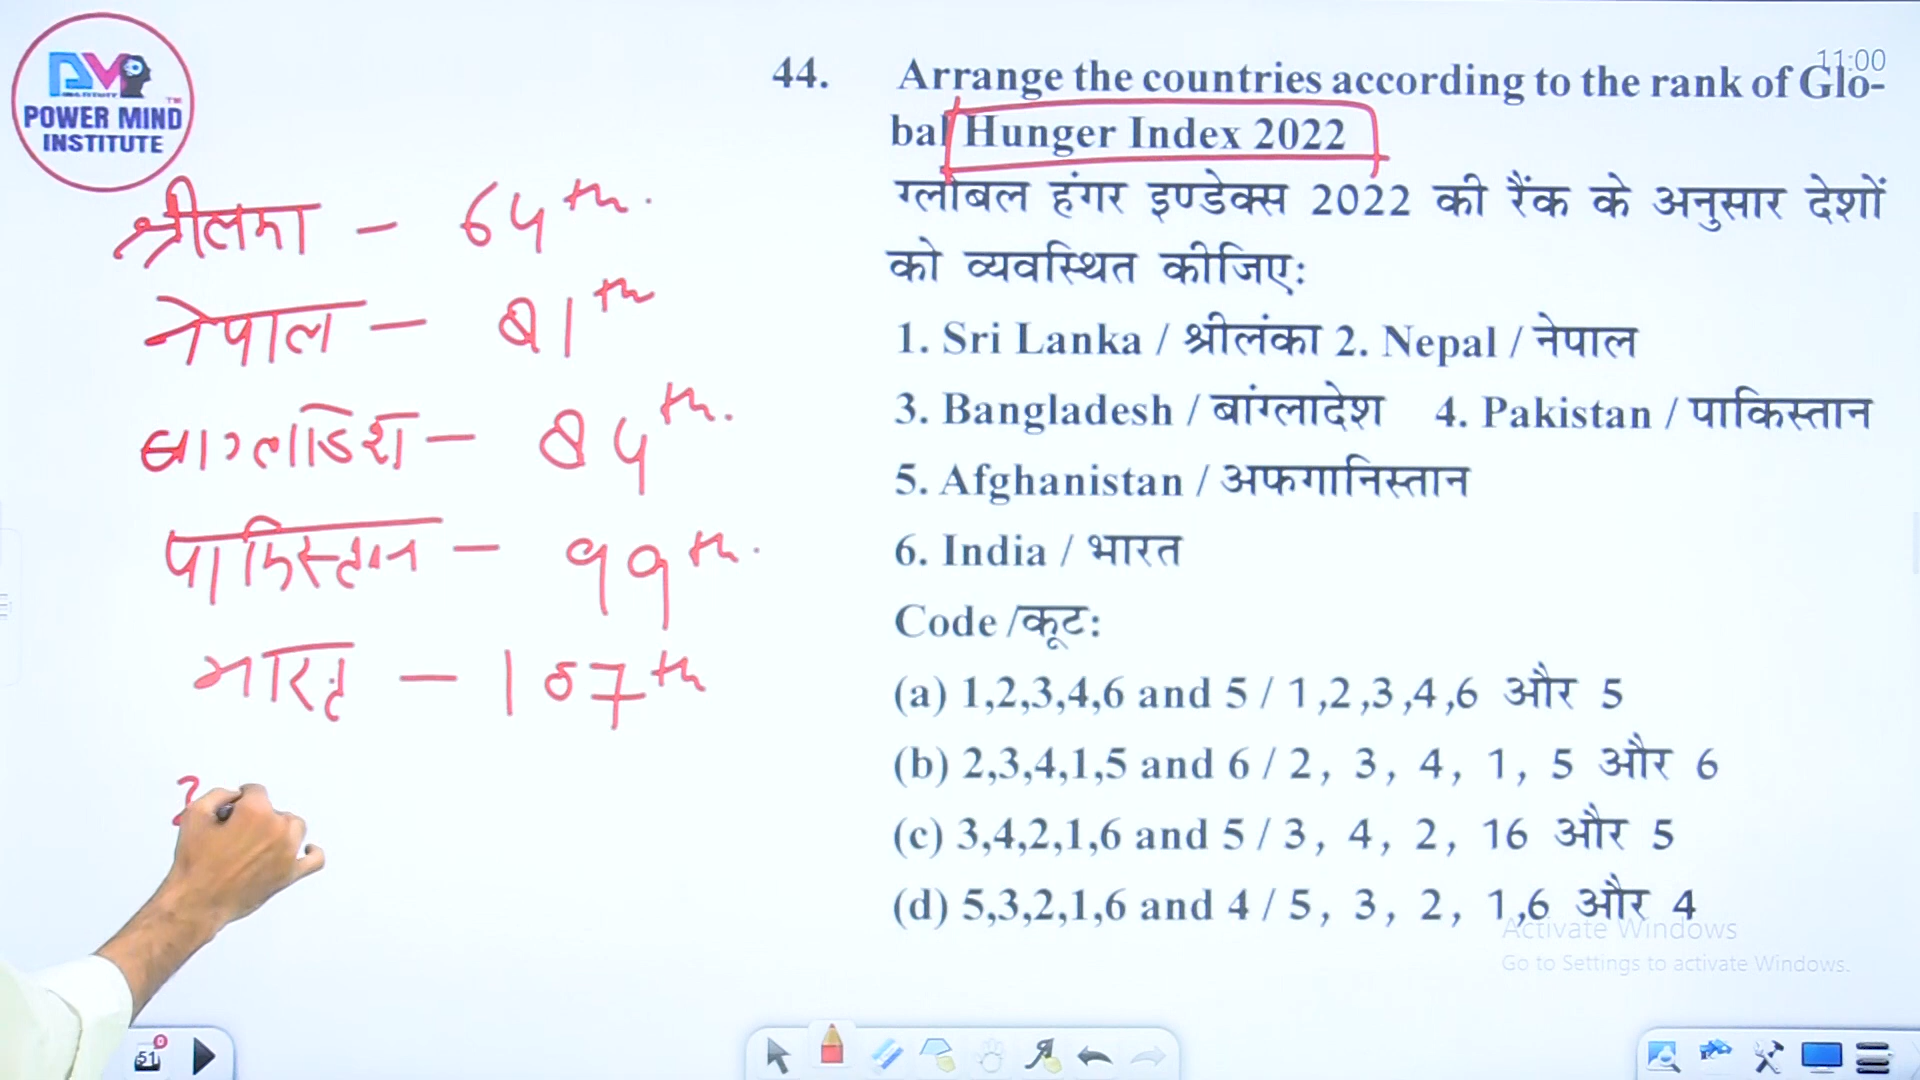 POWER MIND
INSTITUTE
TM
श्रीलंका - 64th.
नेपाल - 81th
बांग्लादेश - 84th.
पाकिस्तान - 99th.
भारत - 107th
11:00
44. Arrange the countries according to the rank of Glo-
bal Hunger Index 2022
ग्लोबल हंगर इण्डेक्स 2022 की रैंक के अनुसार देशों
को व्यवस्थित कीजिए:
1. Sri Lanka / श्रीलंका 2. Nepal / नेपाल
3. Bangladesh / बांग्लादेश 4. Pakistan / पाकिस्तान
5. Afghanistan / अफगानिस्तान
6. India / भारत
Code /कूट:
(a) 1,2,3,4,6 and 5 / 1,2,3,4,6 और 5
(b) 2,3,4,1,5 and 6 / 2, 3, 4, 1, 5 और 6
(c) 3,4,2,1,6 and 5 / 3, 4, 2, 16 और 5
(d) 5,3,2,1,6 and 4 / 5, 3, 2, 1,6 और 4
Activate Windows
Go to Settings to activate Windows.
51
0